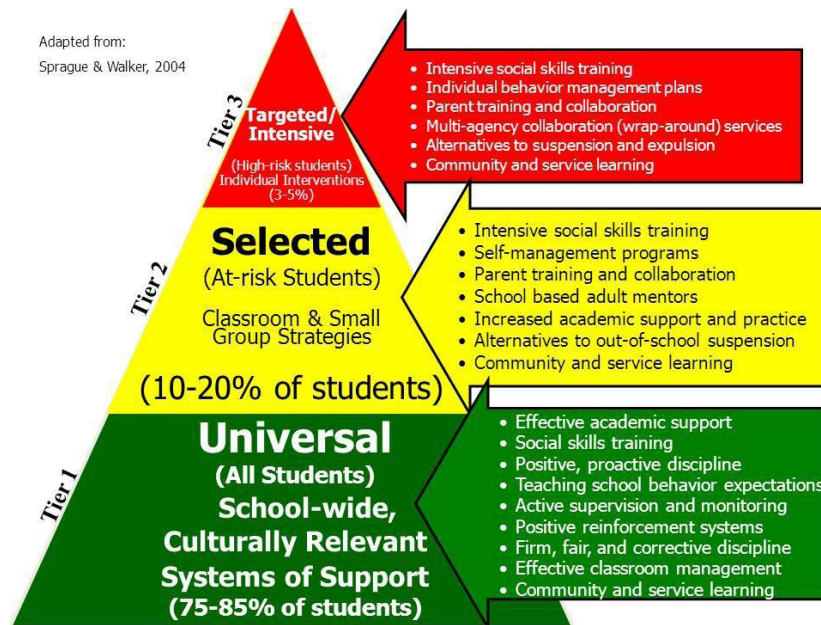 Adapted from:
Sprague & Walker, 2004
Tier 3
Targeted/
Intensive
(High-risk students)
Individual Interventions
(3-5%)
• Intensive social skills training
• Individual behavior management plans
• Parent training and collaboration
• Multi-agency collaboration (wrap-around) services
• Alternatives to suspension and expulsion
• Community and service learning
Tier 2
Selected
(At-risk Students)
Classroom & Small
Group Strategies
(10-20% of students)
• Intensive social skills training
• Self-management programs
• Parent training and collaboration
• School based adult mentors
• Increased academic support and practice
• Alternatives to out-of-school suspension
• Community and service learning
Tier 1
Universal
(All Students)
School-wide,
Culturally Relevant
Systems of Support
(75-85% of students)
• Effective academic support
• Social skills training
• Positive, proactive discipline
• Teaching school behavior expectations
• Active supervision and monitoring
• Positive reinforcement systems
• Firm, fair, and corrective discipline
• Effective classroom management
• Community and service learning